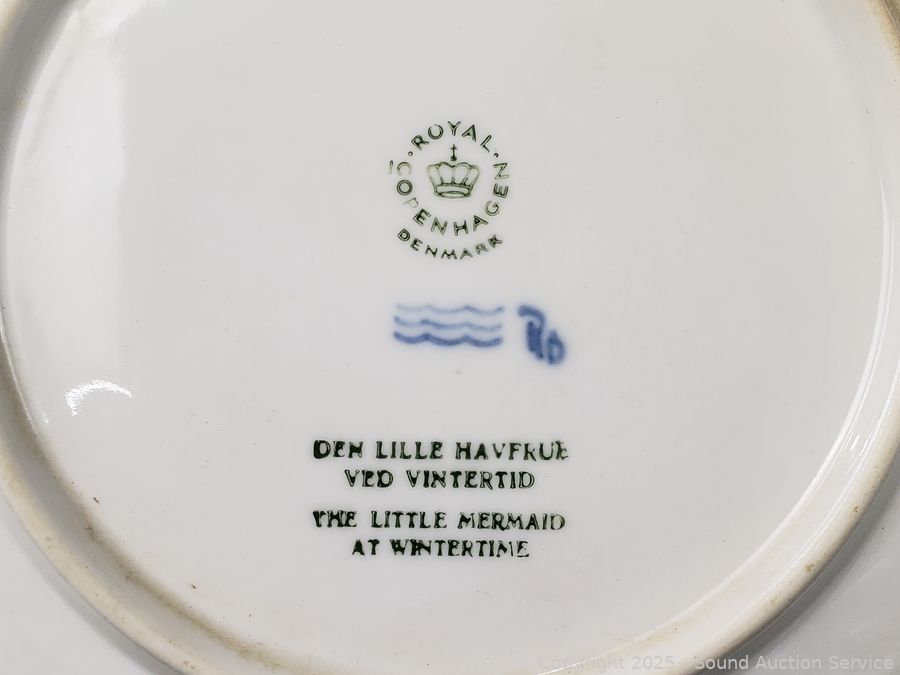 ROYAL
COPENHAGEN
DENMARK
DEN LILLE HAVFRUE
VED VINTERTID
THE LITTLE MERMAID
AT WINTERTIME
Copyright 2025 - Sound Auction Service